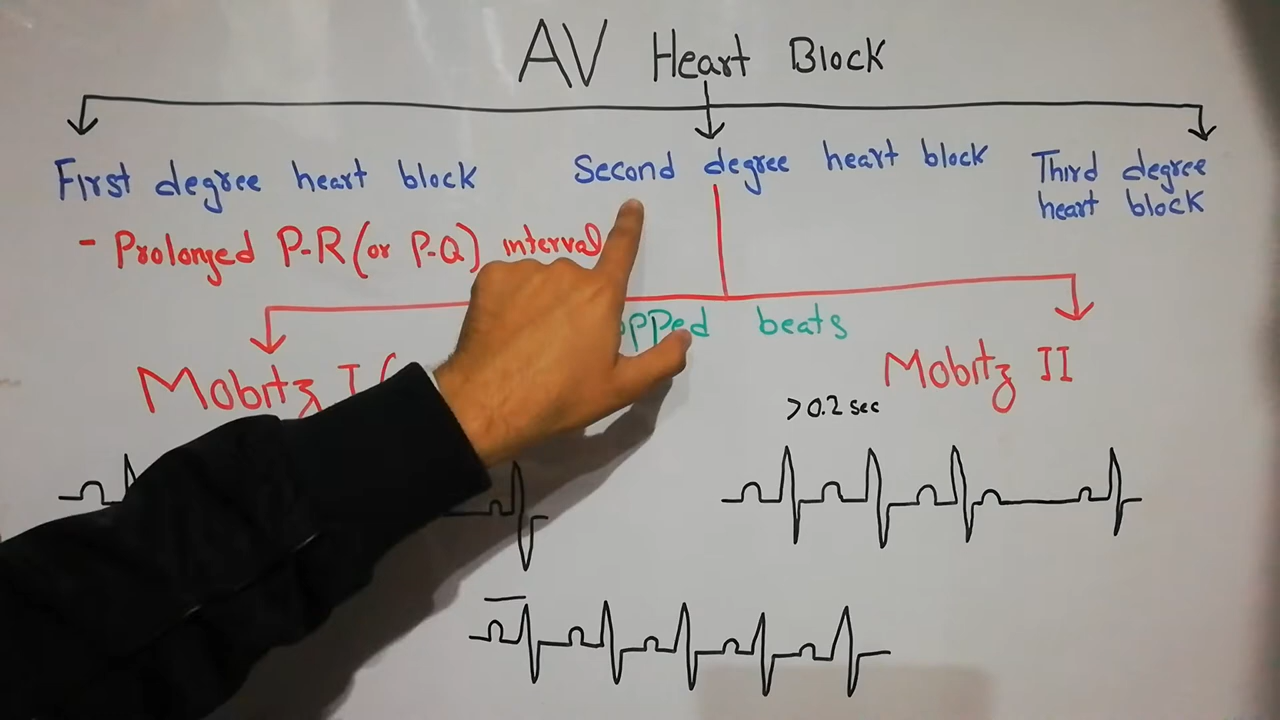 AV Heart Block
First degree heart block
Second degree heart block
Third degree
heart block
- Prolonged P-R (or P-Q) interval
beats
Mobitz I (
Mobitz II
>0.2 sec